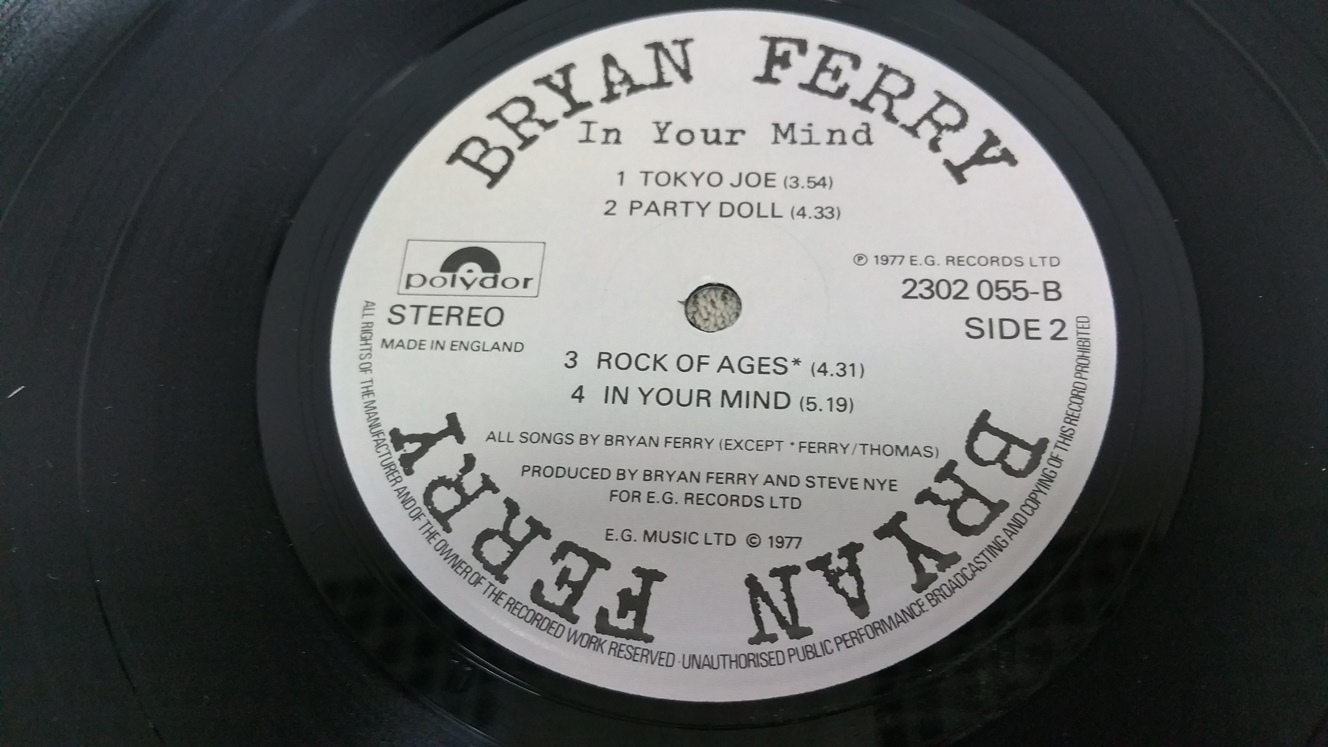 BRYAN FERRY
In Your Mind
1 TOKYO JOE (3.54)
2 PARTY DOLL (4.33)
polydor
STEREO
MADE IN ENGLAND
℗ 1977 E.G. RECORDS LTD
2302 055-B
SIDE 2
3 ROCK OF AGES* (4.31)
4 IN YOUR MIND (5.19)
ALL SONGS BY BRYAN FERRY (EXCEPT *FERRY/THOMAS)
PRODUCED BY BRYAN FERRY AND STEVE NYE
FOR E.G. RECORDS LTD
E.G. MUSIC LTD © 1977
BRYAN FERRY
ALL RIGHTS OF THE MANUFACTURER AND OF THE OWNER OF THE RECORDED WORK RESERVED·UNAUTHORISED PUBLIC PERFORMANCE BROADCASTING AND COPYING OF THIS RECORD PROHIBITED